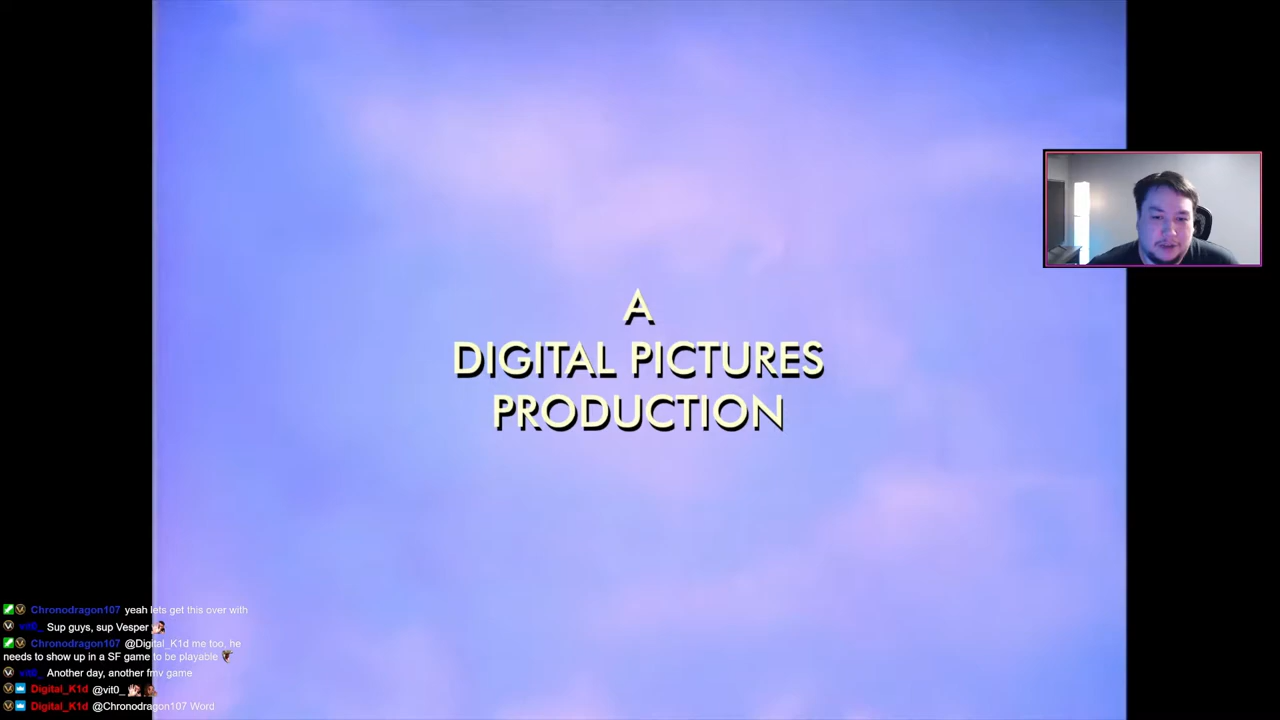 A
DIGITAL PICTURES
PRODUCTION
Chronodragon107 yeah lets get this over with
vit0_ Sup guys, sup Vesper
Chronodragon107 @Digital_K1d me too, he
needs to show up in a SF game to be playable
vit0_ Another day, another fmv game
Digital_K1d @vit0_
Digital_K1d @Chronodragon107 Word